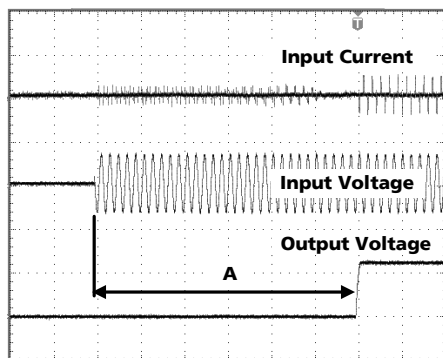 T
Input Current
Input Voltage
Output Voltage
A